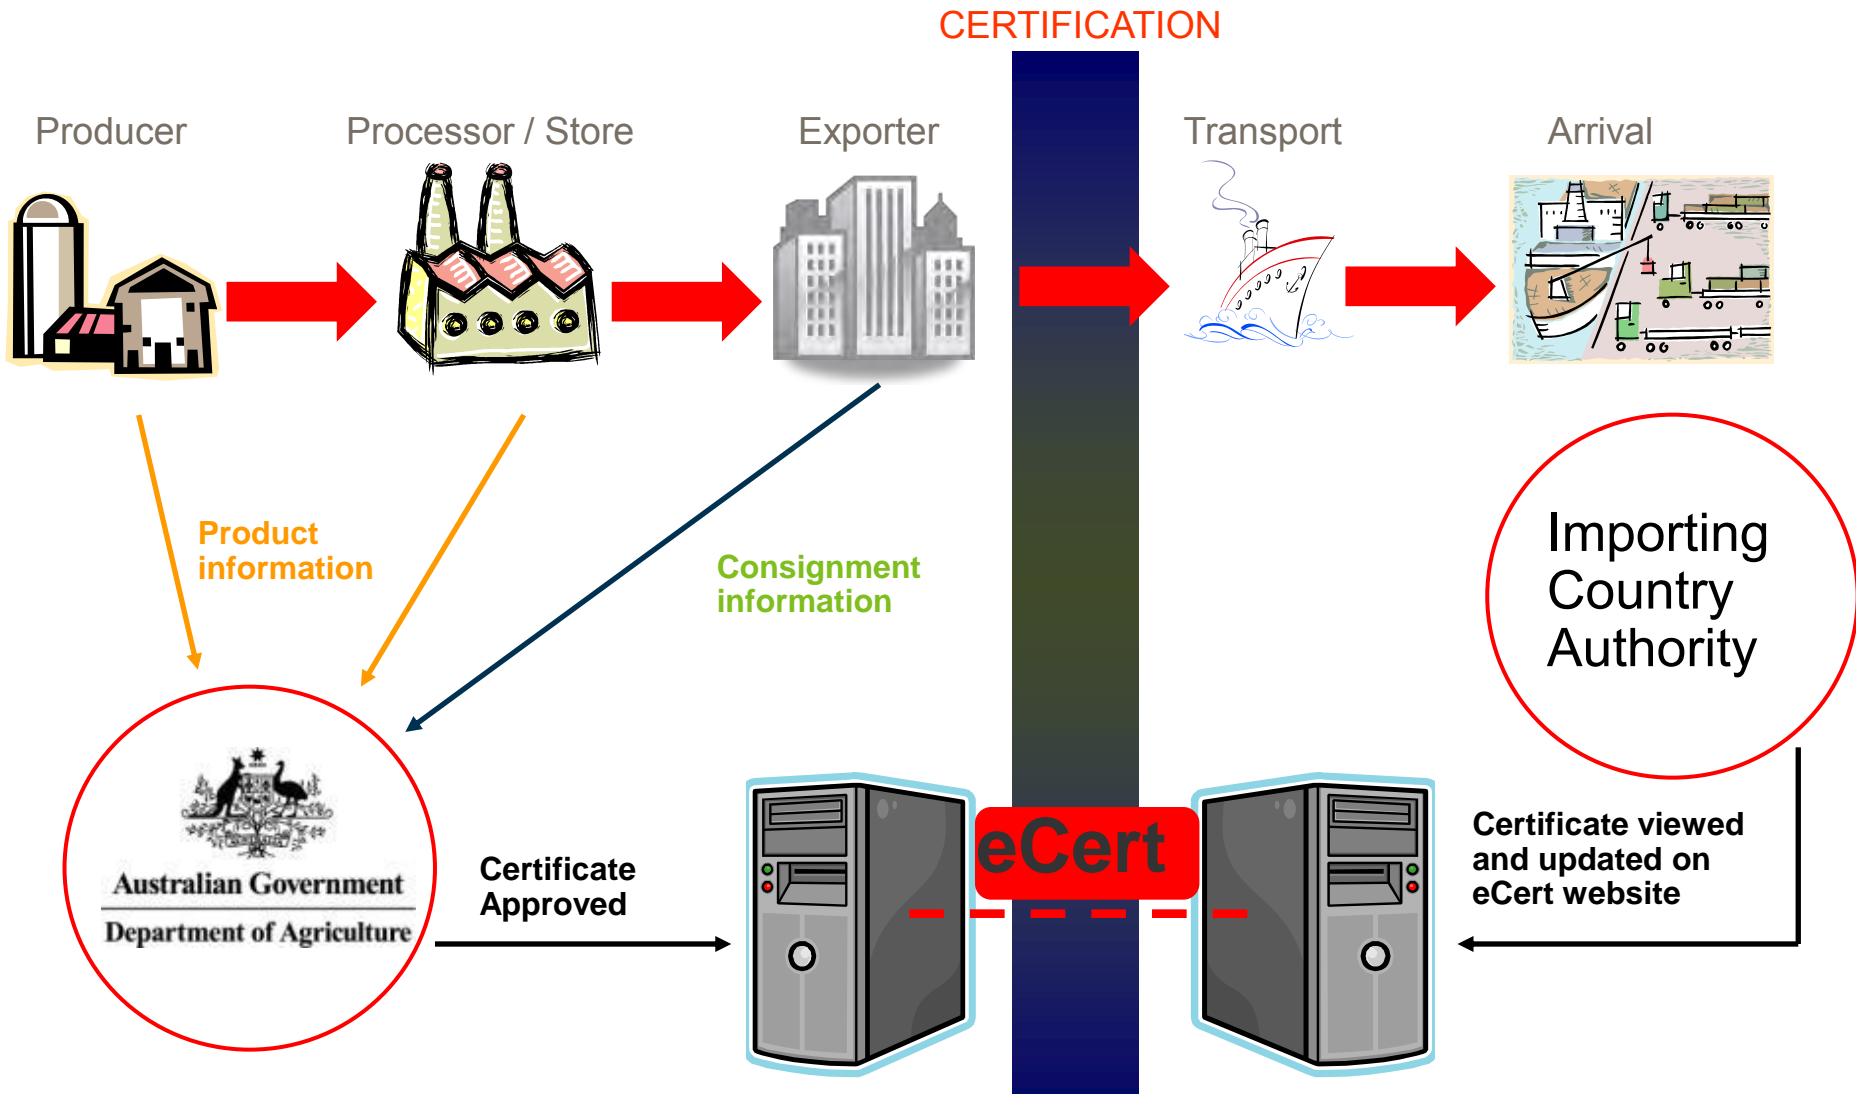 CERTIFICATION
Producer
Processor / Store
Exporter
Transport
Arrival
Product
information
Consignment
information
Importing
Country
Authority
Australian Government
Department of Agriculture
Certificate
Approved
eCert
Certificate viewed
and updated on
eCert website